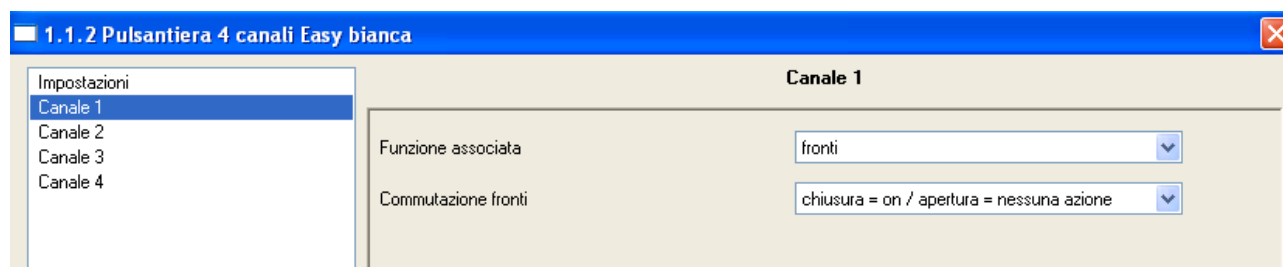 1.1.2 Pulsantiera 4 canali Easy bianca
Impostazioni
Canale 1
Canale 2
Canale 3
Canale 4
Canale 1
Funzione associata fronti
Commutazione fronti chiusura = on / apertura = nessuna azione